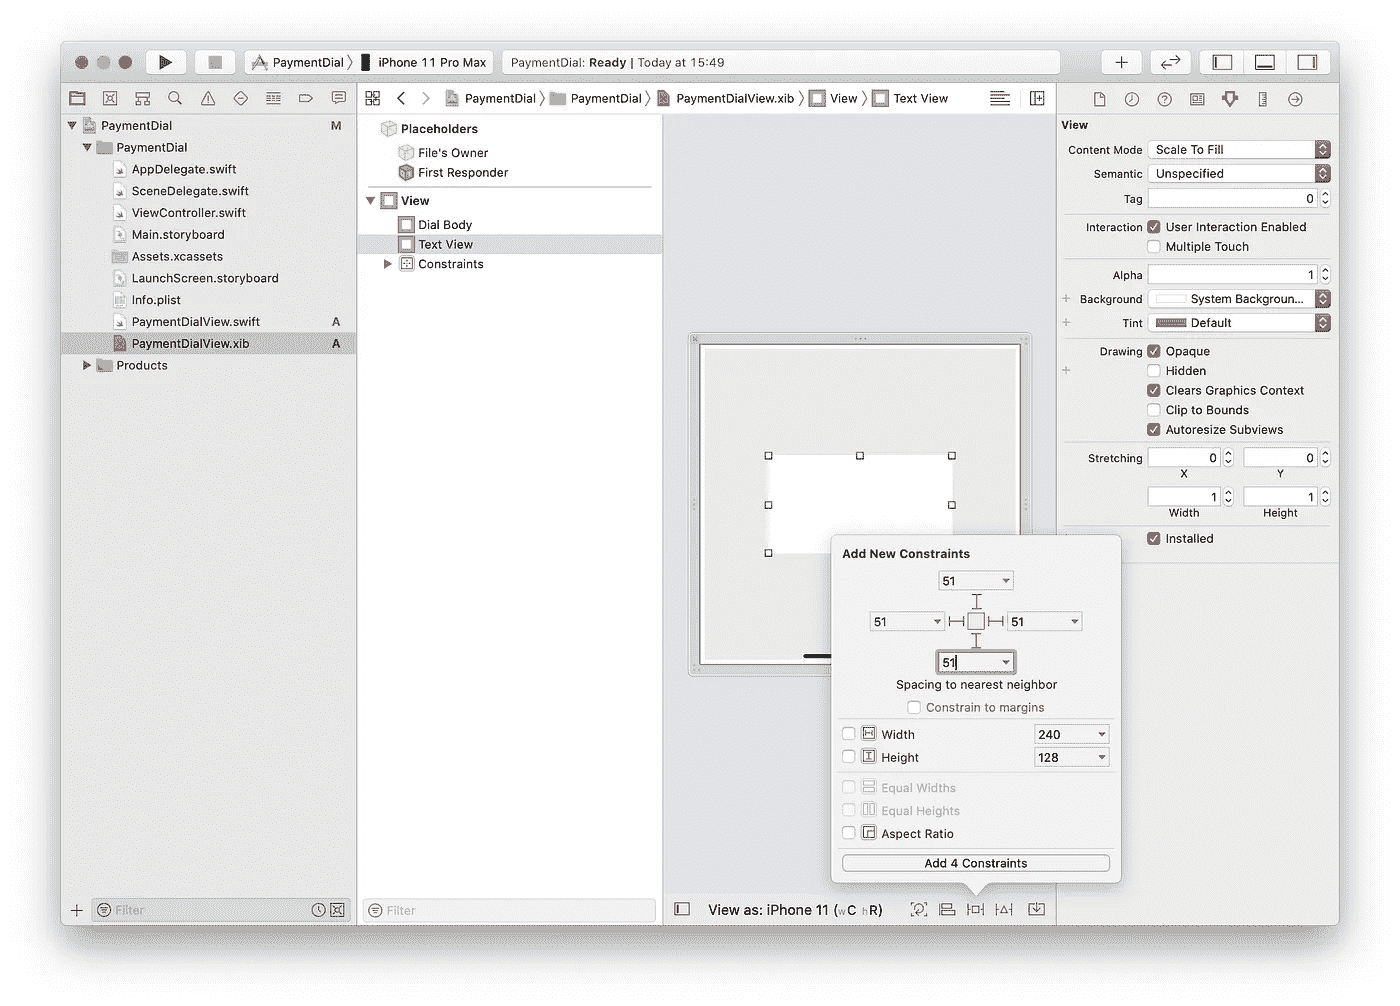 PaymentDial
iPhone 11 Pro Max
PaymentDial: Ready | Today at 15:49
PaymentDial
PaymentDial
PaymentDialView.xib
View
Text View
PaymentDial
M
PaymentDial
AppDelegate.swift
SceneDelegate.swift
ViewController.swift
Main.storyboard
Assets.xcassets
LaunchScreen.storyboard
Info.plist
PaymentDialView.swift
A
PaymentDialView.xib
A
Products
Filter
Placeholders
File's Owner
First Responder
View
Dial Body
Text View
Constraints
Filter
Add New Constraints
51
51
51
51
Spacing to nearest neighbor
Constrain to margins
Width
240
Height
128
Equal Widths
Equal Heights
Aspect Ratio
Add 4 Constraints
View as: iPhone 11 (wC hR)
View
Content Mode
Scale To Fill
Semantic
Unspecified
Tag
0
Interaction
User Interaction Enabled
Multiple Touch
Alpha
1
Background
System Backgroun...
Tint
Default
Drawing
Opaque
Hidden
Clears Graphics Context
Clip to Bounds
Autoresize Subviews
Stretching
0
0
X
Y
1
1
Width
Height
Installed